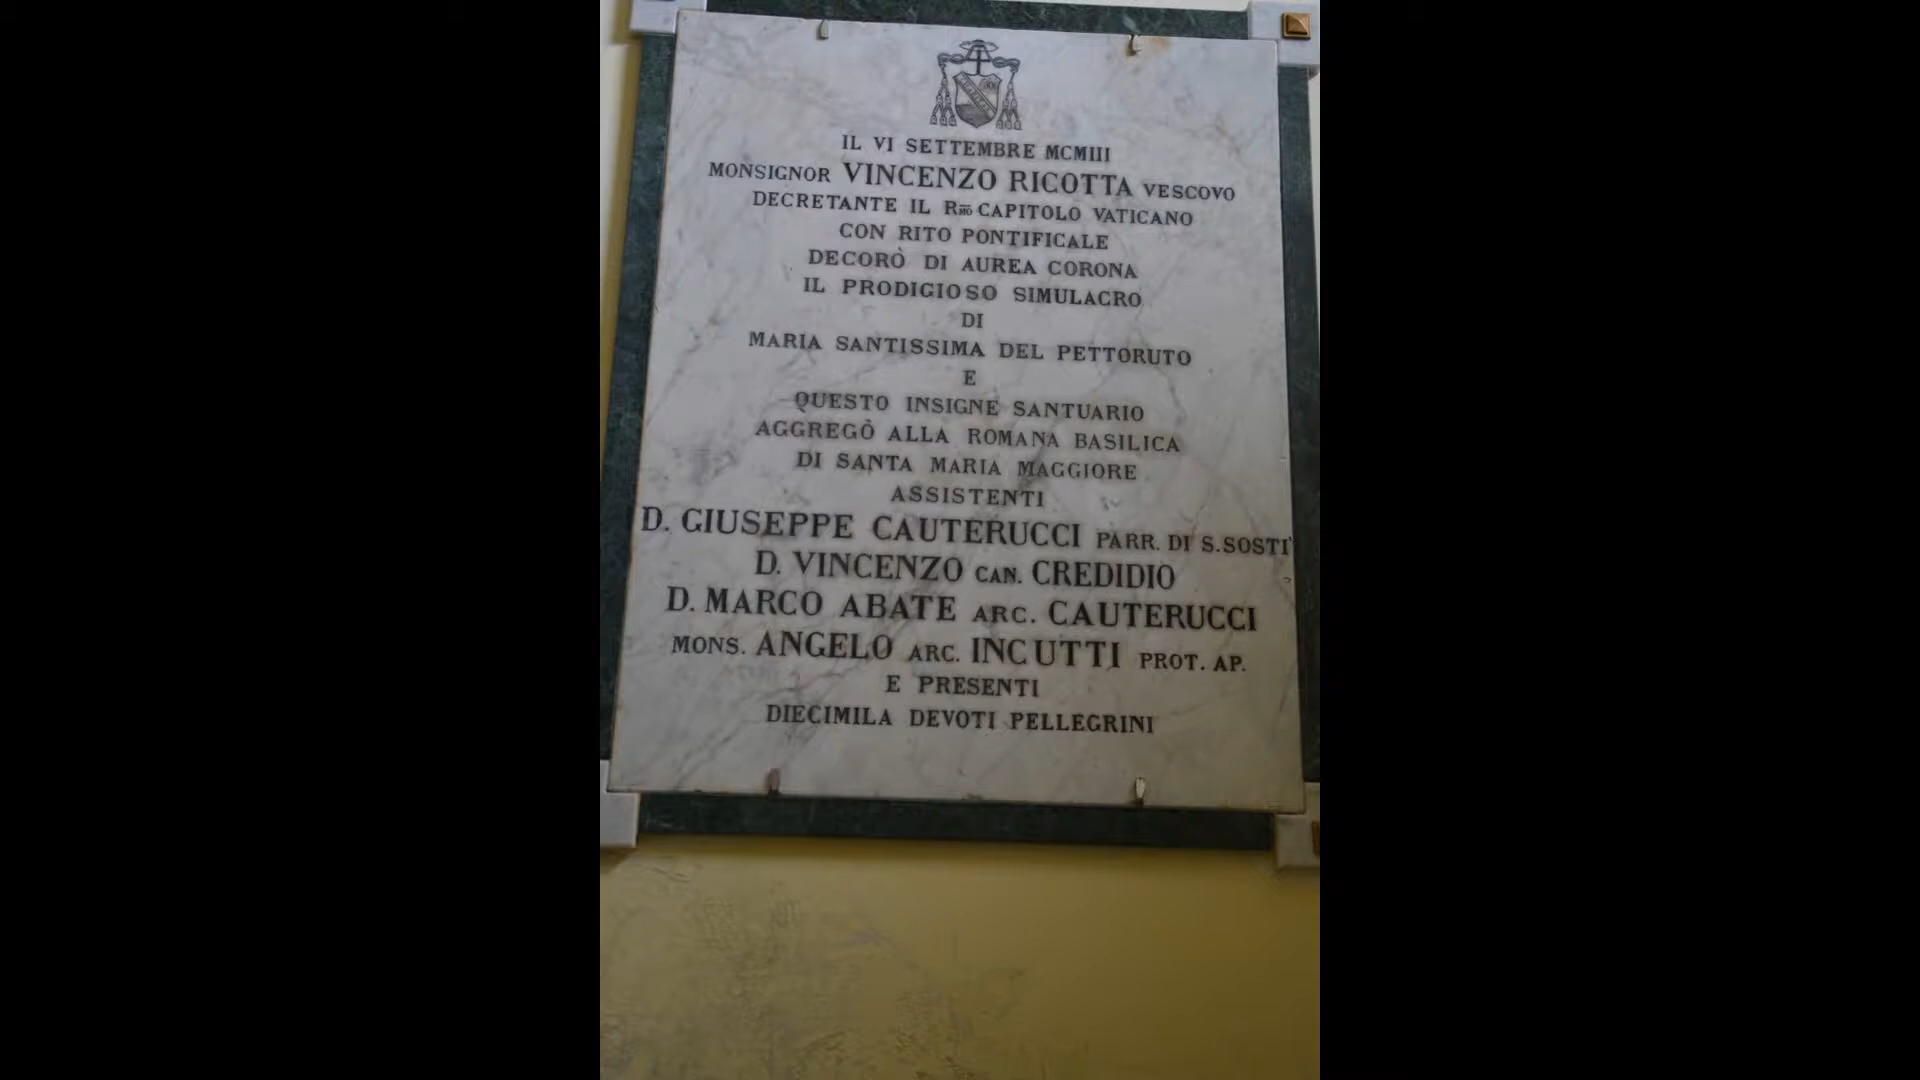 IL VI SETTEMBRE MCMIII
MONSIGNOR VINCENZO RICOTTA VESCOVO
DECRETANTE IL RMO CAPITOLO VATICANO
CON RITO PONTIFICALE
DECORÒ DI AUREA CORONA
IL PRODIGIOSO SIMULACRO
DI
MARIA SANTISSIMA DEL PETTORUTO
E
QUESTO INSIGNE SANTUARIO
AGGREGÒ ALLA ROMANA BASILICA
DI SANTA MARIA MAGGIORE
ASSISTENTI
D. GIUSEPPE CAUTERUCCI PARR. DI S. SOSTI
D. VINCENZO CAN. CREDIDIO
D. MARCO ABATE ARC. CAUTERUCCI
MONS. ANGELO ARC. INCUTTI PROT. AP.
E PRESENTI
DIECIMILA DEVOTI PELLEGRINI